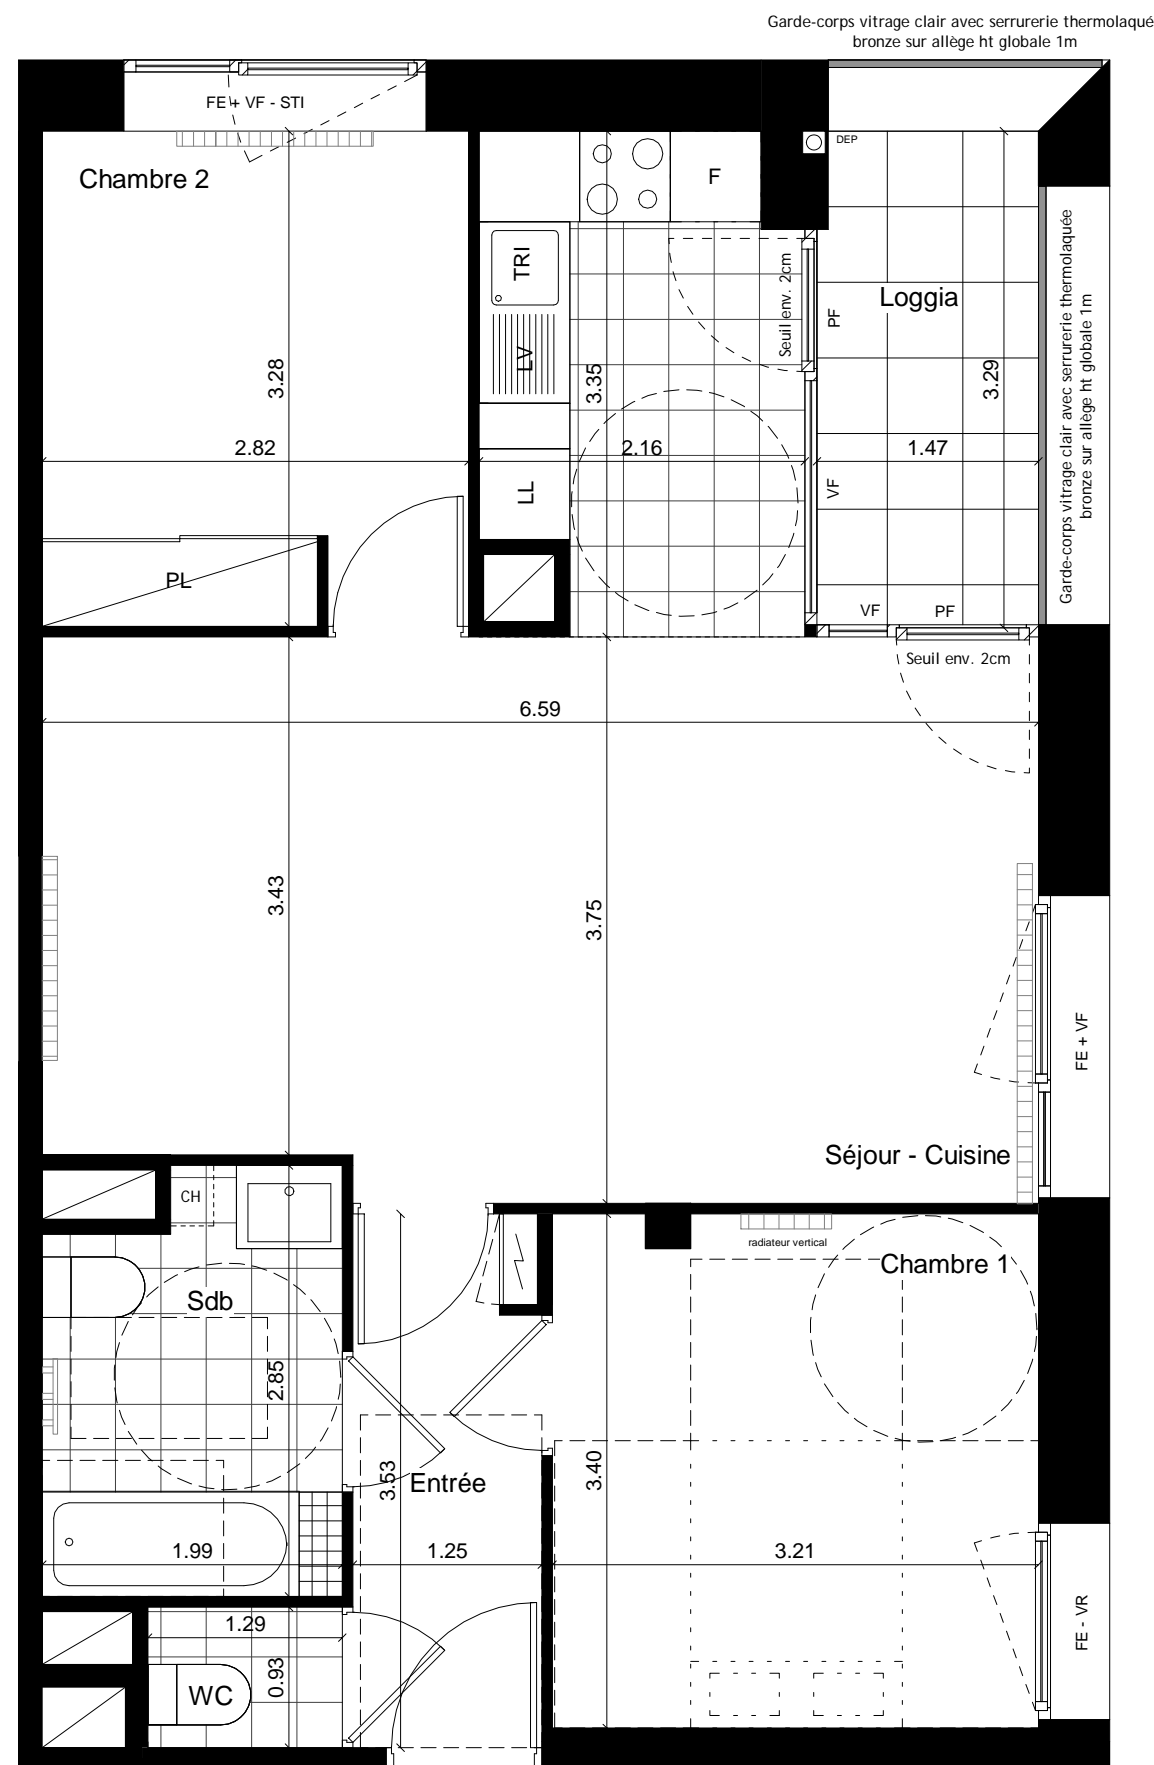 Garde-corps vitrage clair avec serrurerie thermolaqué
bronze sur allège ht globale 1m
FE + VF - STI
Chambre 2
DEP
F
TRI
LV
LL
Seuil env. 2cm
PF
VF
Loggia
Garde-corps vitrage clair avec serrurerie thermolaquée
bronze sur allège ht globale 1m
3.28
3.35
3.29
2.82
2.16
1.47
PL
VF
PF
Seuil env. 2cm
6.59
3.43
3.75
FE + VF
Séjour - Cuisine
CH
radiateur vertical
Chambre 1
Sdb
2.85
3.53
Entrée
3.40
1.99
1.25
3.21
1.29
0.93
WC
FE - VR